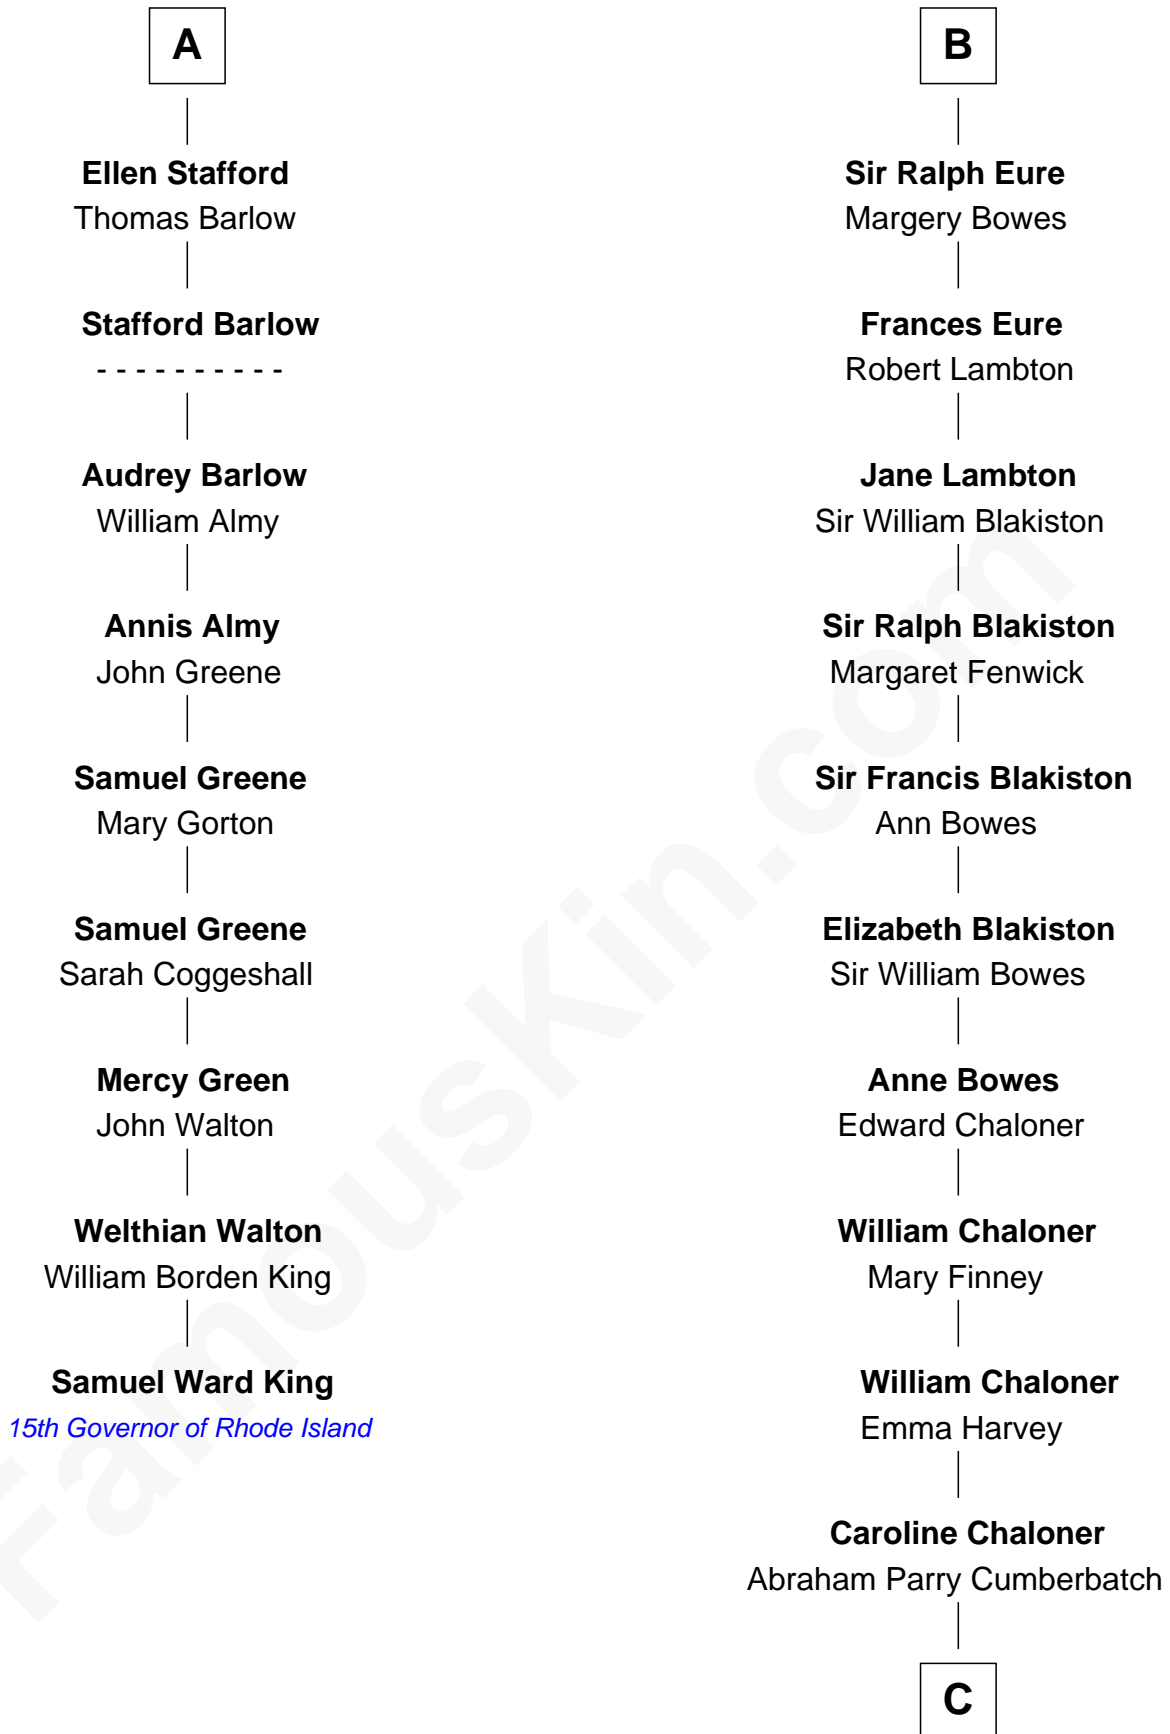 A
Ellen Stafford
Thomas Barlow
Stafford Barlow
- - - - - - - - - -
Audrey Barlow
William Almy
Annis Almy
John Greene
Samuel Greene
Mary Gorton
Samuel Greene
Sarah Coggeshall
Mercy Green
John Walton
Welthian Walton
William Borden King
Samuel Ward King
15th Governor of Rhode Island
B
Sir Ralph Eure
Margery Bowes
Frances Eure
Robert Lambton
Jane Lambton
Sir William Blakiston
Sir Ralph Blakiston
Margaret Fenwick
Sir Francis Blakiston
Ann Bowes
Elizabeth Blakiston
Sir William Bowes
Anne Bowes
Edward Chaloner
William Chaloner
Mary Finney
William Chaloner
Emma Harvey
Caroline Chaloner
Abraham Parry Cumberbatch
C
FamousKin.com